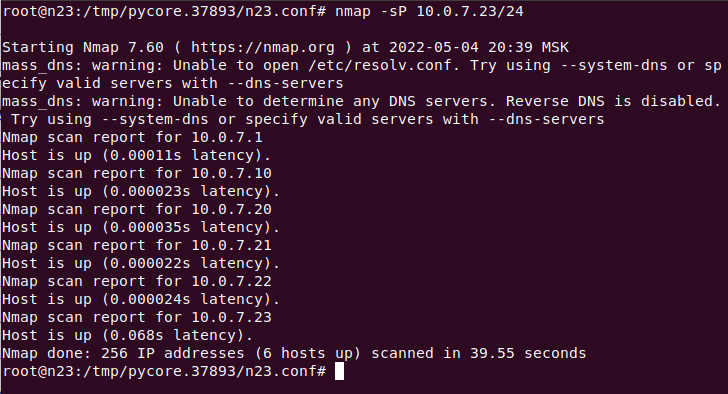 root@n23:/tmp/pycore.37893/n23.conf# nmap -sP 10.0.7.23/24
Starting Nmap 7.60 ( https://nmap.org ) at 2022-05-04 20:39 MSK
mass_dns: warning: Unable to open /etc/resolv.conf. Try using --system-dns or sp
ecify valid servers with --dns-servers
mass_dns: warning: Unable to determine any DNS servers. Reverse DNS is disabled.
 Try using --system-dns or specify valid servers with --dns-servers
Nmap scan report for 10.0.7.1
Host is up (0.00011s latency).
Nmap scan report for 10.0.7.10
Host is up (0.000023s latency).
Nmap scan report for 10.0.7.20
Host is up (0.000035s latency).
Nmap scan report for 10.0.7.21
Host is up (0.000022s latency).
Nmap scan report for 10.0.7.22
Host is up (0.000024s latency).
Nmap scan report for 10.0.7.23
Host is up (0.068s latency).
Nmap done: 256 IP addresses (6 hosts up) scanned in 39.55 seconds
root@n23:/tmp/pycore.37893/n23.conf#